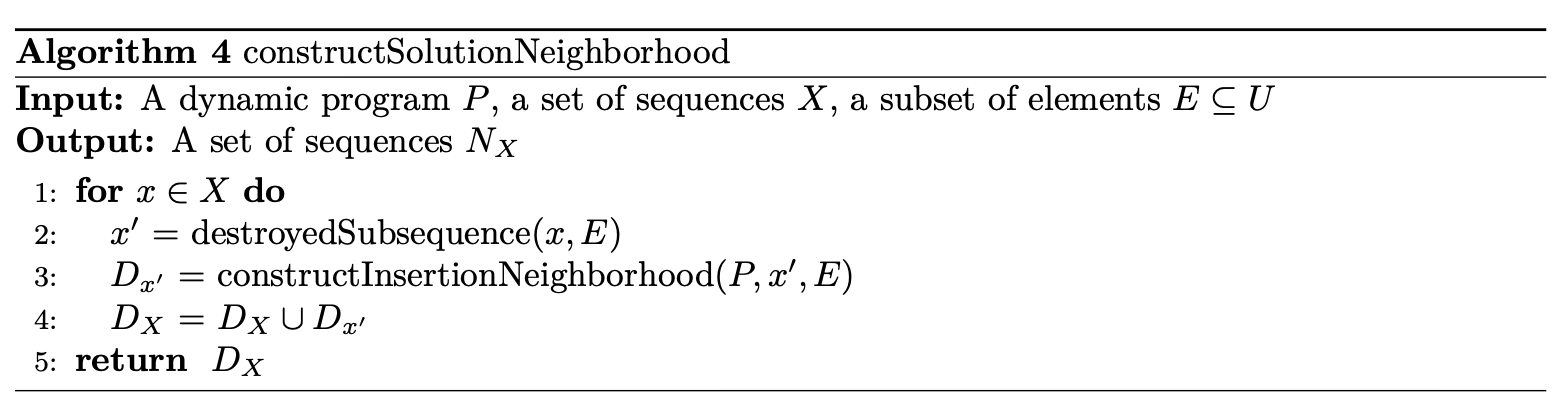 Algorithm 4 constructSolutionNeighborhood
Input: A dynamic program P, a set of sequences X, a subset of elements E ⊆ U
Output: A set of sequences N_X
1: for x ∈ X do
2: x′ = destroyedSubsequence(x, E)
3: D_{x′} = constructInsertionNeighborhood(P, x′, E)
4: D_X = D_X ∪ D_{x′}
5: return D_X